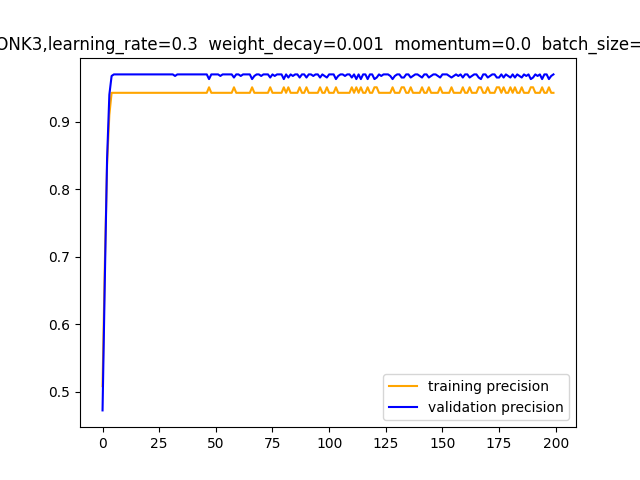 ONK3,learning_rate=0.3 weight_decay=0.001 momentum=0.0 batch_size=
0.9
0.8
0.7
0.6
0.5
training precision
validation precision
0 25 50 75 100 125 150 175 200